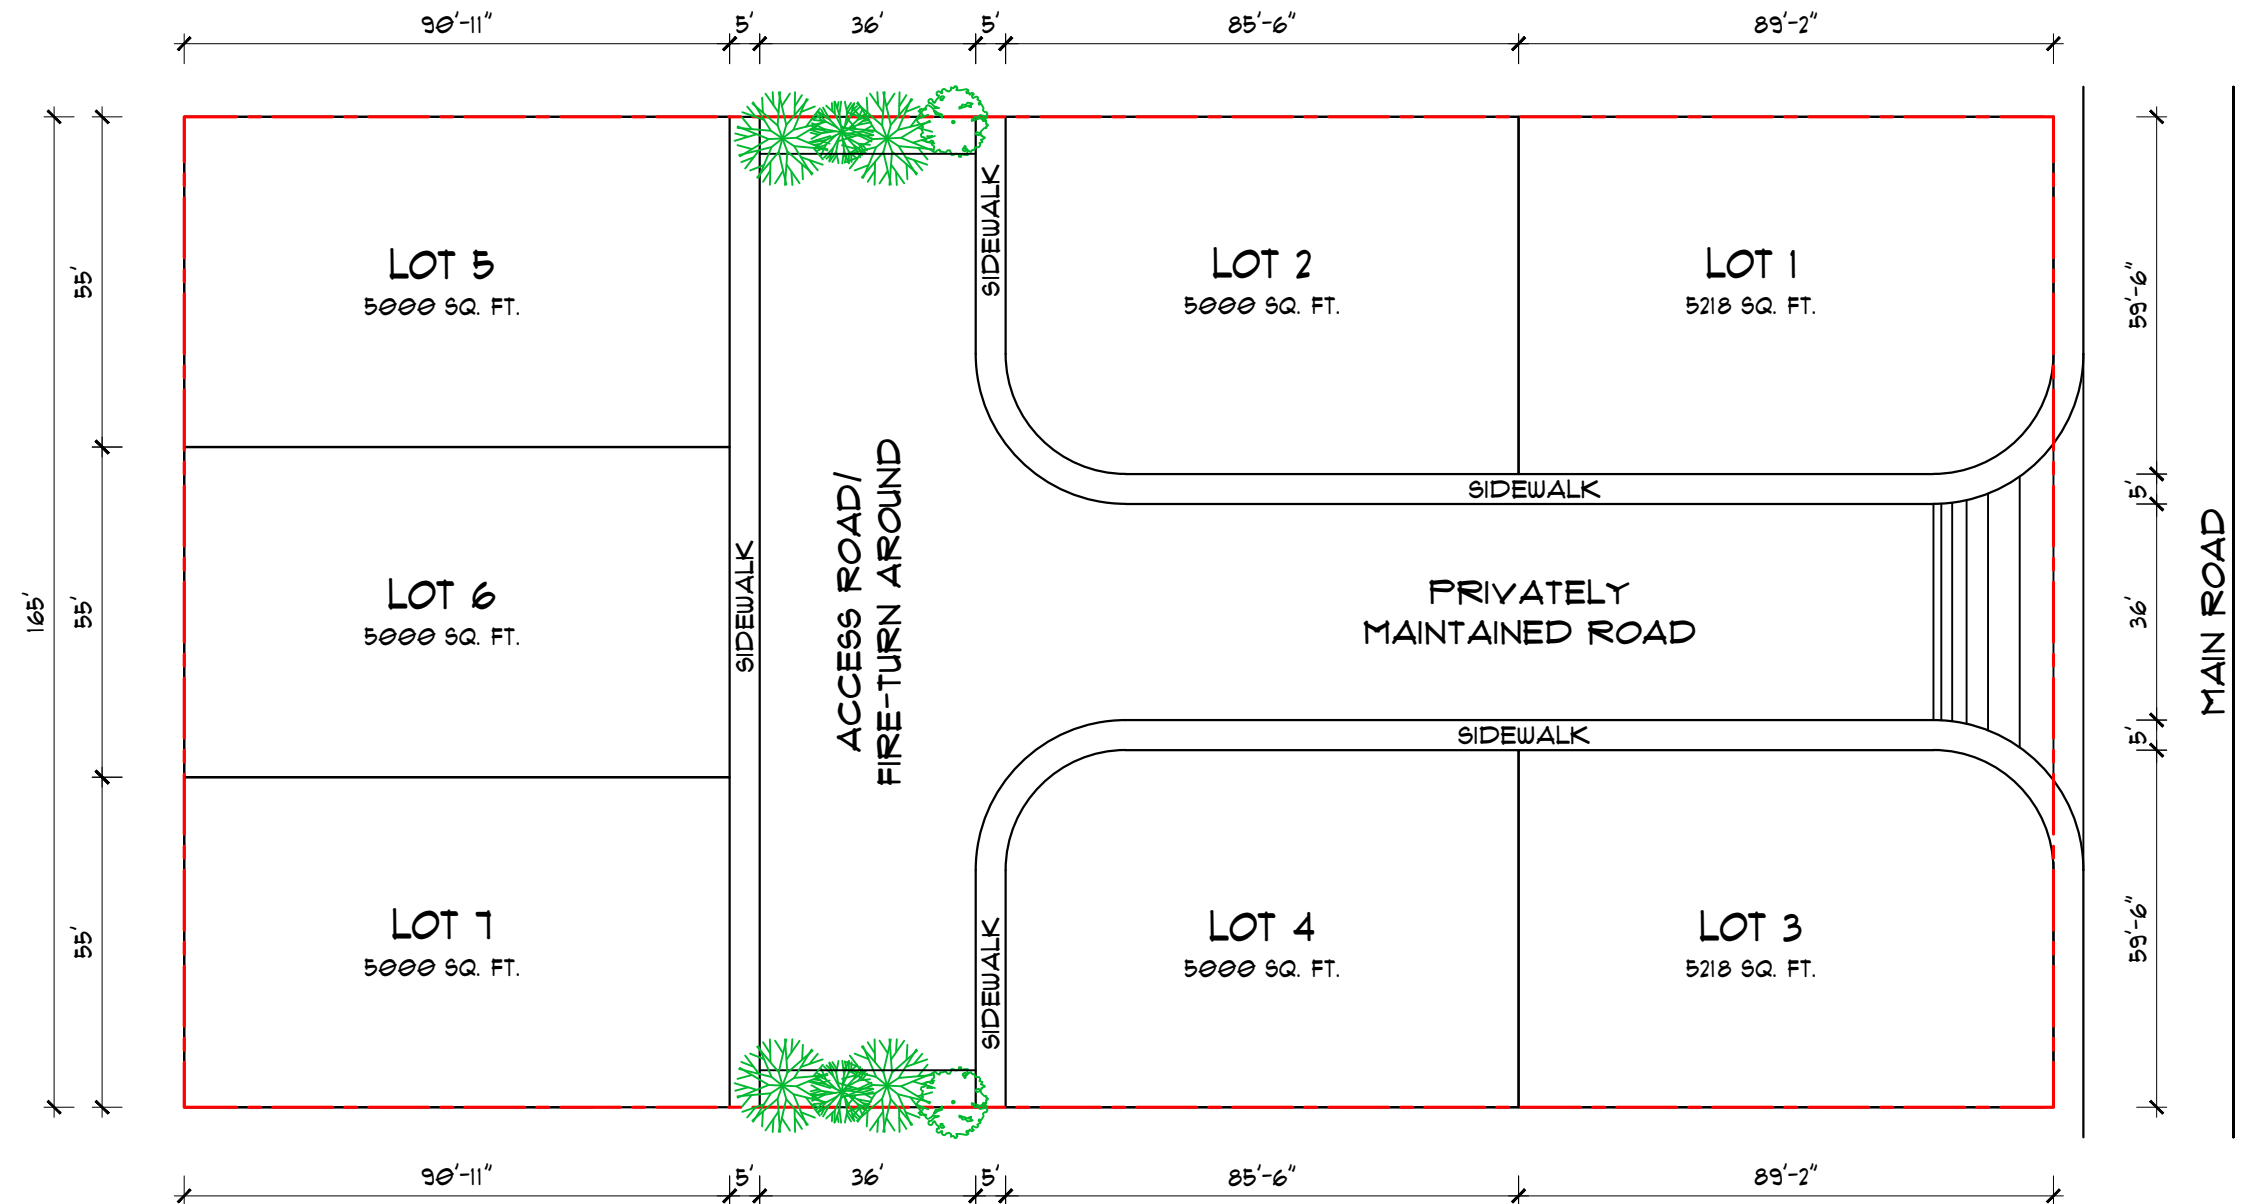 90'-11"
5'
36'
5'
85'-6"
89'-2"
LOT 5
5000 SQ. FT.
SIDEWALK
LOT 2
5000 SQ. FT.
LOT 1
5218 SQ. FT.
55'
59'-6"
SIDEWALK
5'
165'
55'
LOT 6
5000 SQ. FT.
SIDEWALK
ACCESS ROAD/
FIRE-TURN AROUND
PRIVATELY
MAINTAINED ROAD
36'
MAIN ROAD
SIDEWALK
5'
55'
LOT 7
5000 SQ. FT.
SIDEWALK
LOT 4
5000 SQ. FT.
LOT 3
5218 SQ. FT.
59'-6"
90'-11"
5'
36'
5'
85'-6"
89'-2"